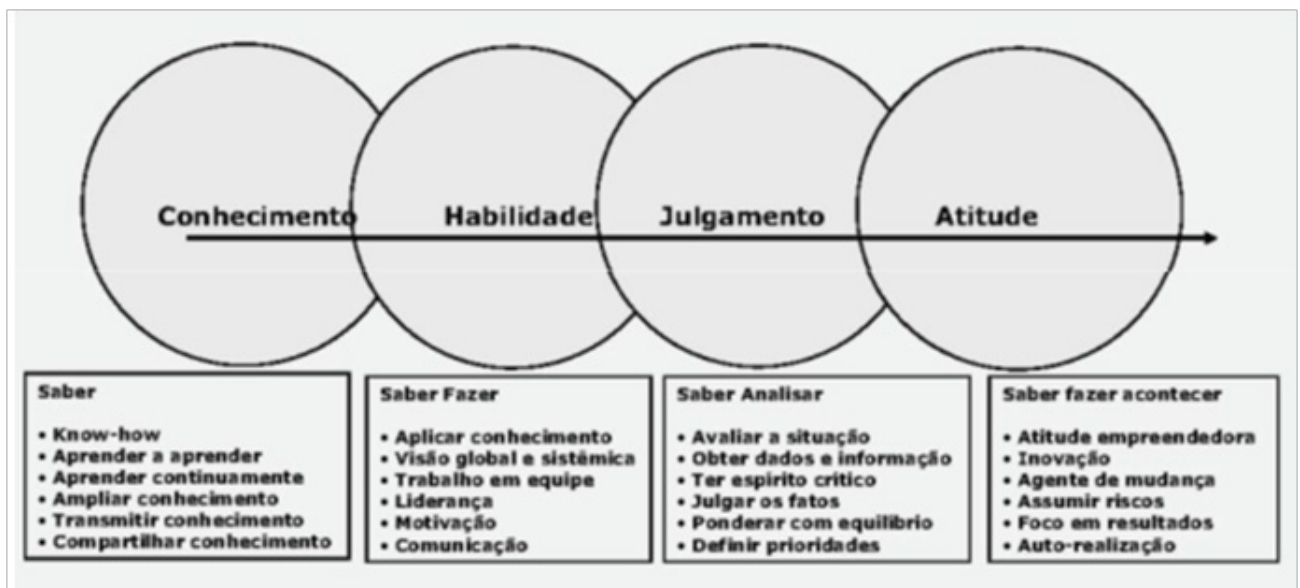 Conhecimento
Habilidade
Julgamento
Atitude
Saber
• Know-how
• Aprender a aprender
• Aprender continuamente
• Ampliar conhecimento
• Transmitir conhecimento
• Compartilhar conhecimento
Saber Fazer
• Aplicar conhecimento
• Visão global e sistêmica
• Trabalho em equipe
• Liderança
• Motivação
• Comunicação
Saber Analisar
• Avaliar a situação
• Obter dados e informação
• Ter espirito critico
• Julgar os fatos
• Ponderar com equilibrio
• Definir prioridades
Saber fazer acontecer
• Atitude empreendedora
• Inovação
• Agente de mudança
• Assumir riscos
• Foco em resultados
• Auto-realização